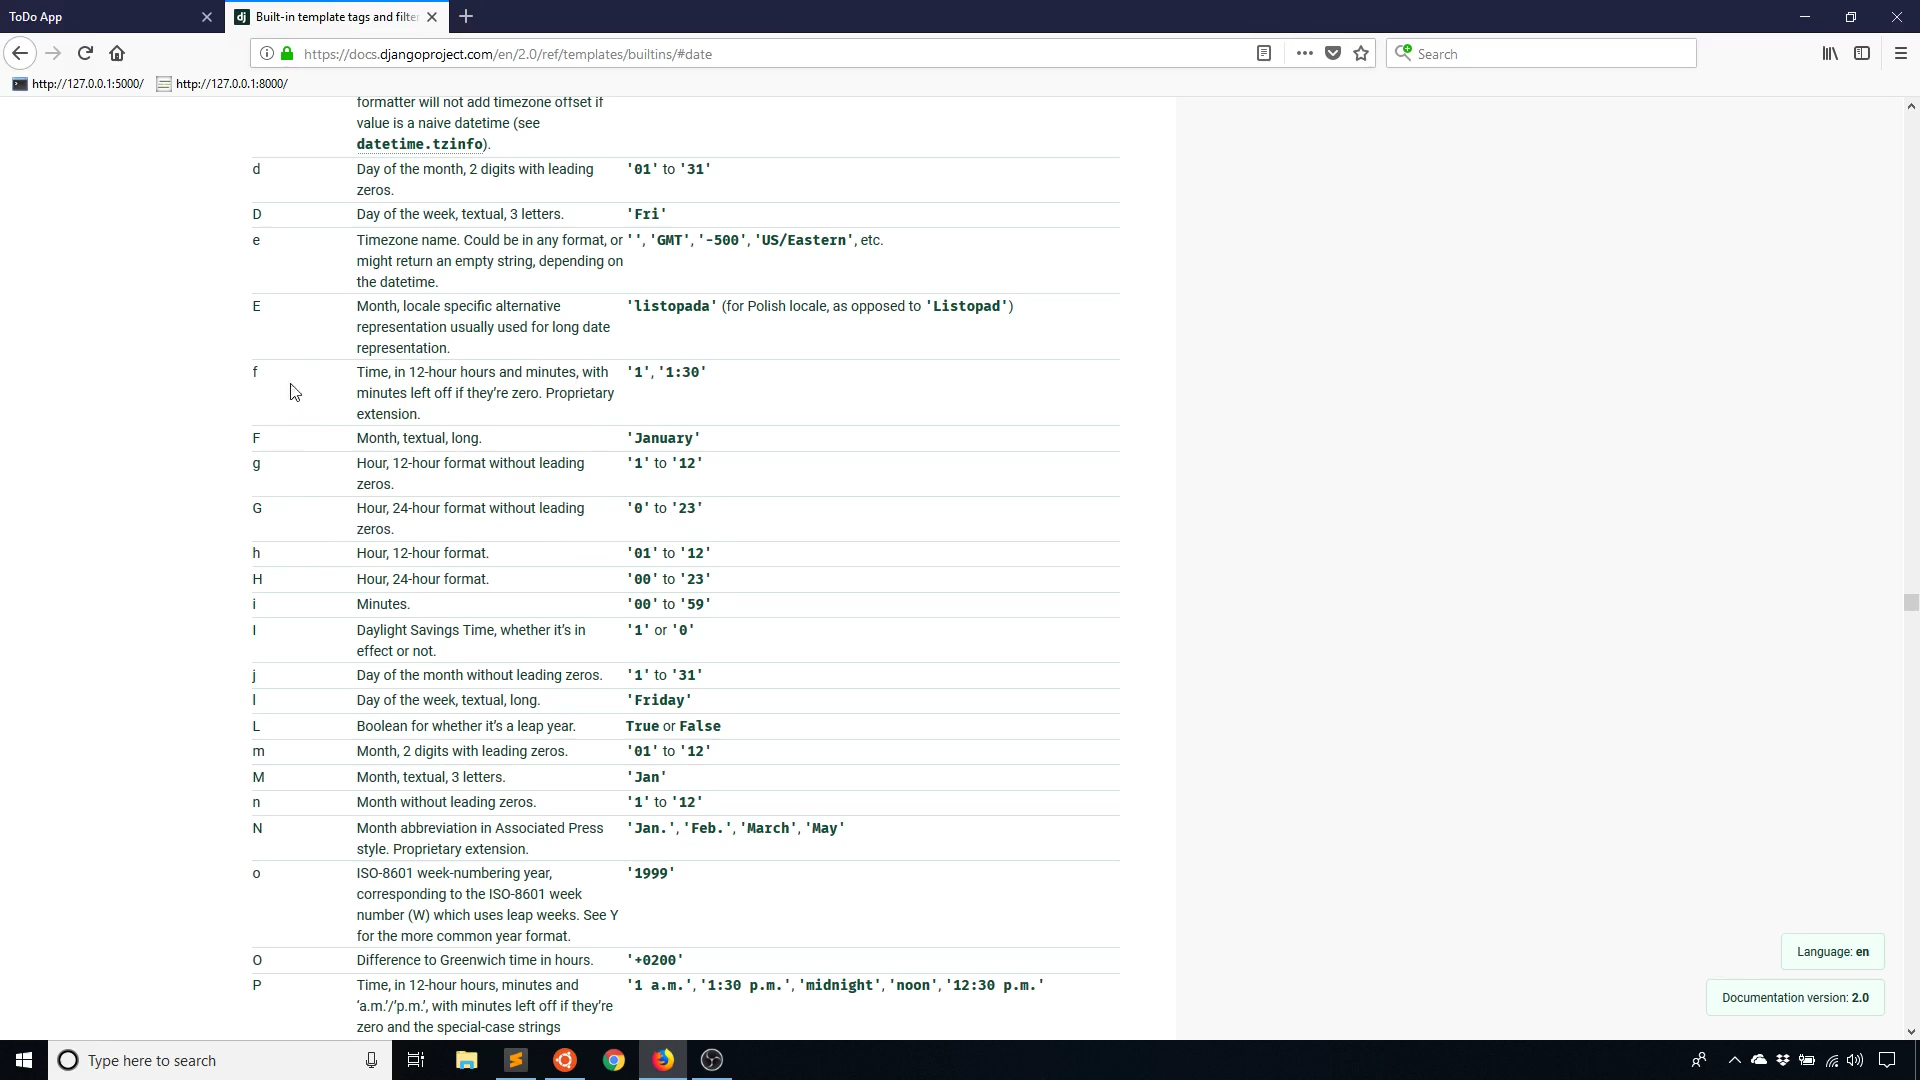 ToDo App
dj Built-in template tags and filte
https://docs.djangoproject.com/en/2.0/ref/templates/builtins/#date
Search
http://127.0.0.1:5000/ http://127.0.0.1:8000/
formatter will not add timezone offset if
value is a naive datetime (see
datetime.tzinfo).
d Day of the month, 2 digits with leading '01' to '31'
zeros.
D Day of the week, textual, 3 letters. 'Fri'
e Timezone name. Could be in any format, or '', 'GMT', '-500', 'US/Eastern', etc.
might return an empty string, depending on
the datetime.
E Month, locale specific alternative 'listopada' (for Polish locale, as opposed to 'Listopad')
representation usually used for long date
representation.
f Time, in 12-hour hours and minutes, with '1', '1:30'
minutes left off if they’re zero. Proprietary
extension.
F Month, textual, long. 'January'
g Hour, 12-hour format without leading '1' to '12'
zeros.
G Hour, 24-hour format without leading '0' to '23'
zeros.
h Hour, 12-hour format. '01' to '12'
H Hour, 24-hour format. '00' to '23'
i Minutes. '00' to '59'
I Daylight Savings Time, whether it’s in '1' or '0'
effect or not.
j Day of the month without leading zeros. '1' to '31'
l Day of the week, textual, long. 'Friday'
L Boolean for whether it’s a leap year. True or False
m Month, 2 digits with leading zeros. '01' to '12'
M Month, textual, 3 letters. 'Jan'
n Month without leading zeros. '1' to '12'
N Month abbreviation in Associated Press 'Jan.', 'Feb.', 'March', 'May'
style. Proprietary extension.
o ISO-8601 week-numbering year, '1999'
corresponding to the ISO-8601 week
number (W) which uses leap weeks. See Y
for the more common year format.
O Difference to Greenwich time in hours. '+0200'
P Time, in 12-hour hours, minutes and '1 a.m.', '1:30 p.m.', 'midnight', 'noon', '12:30 p.m.'
‘a.m.’/‘p.m.’, with minutes left off if they’re
zero and the special-case strings
Language: en
Documentation version: 2.0
Type here to search